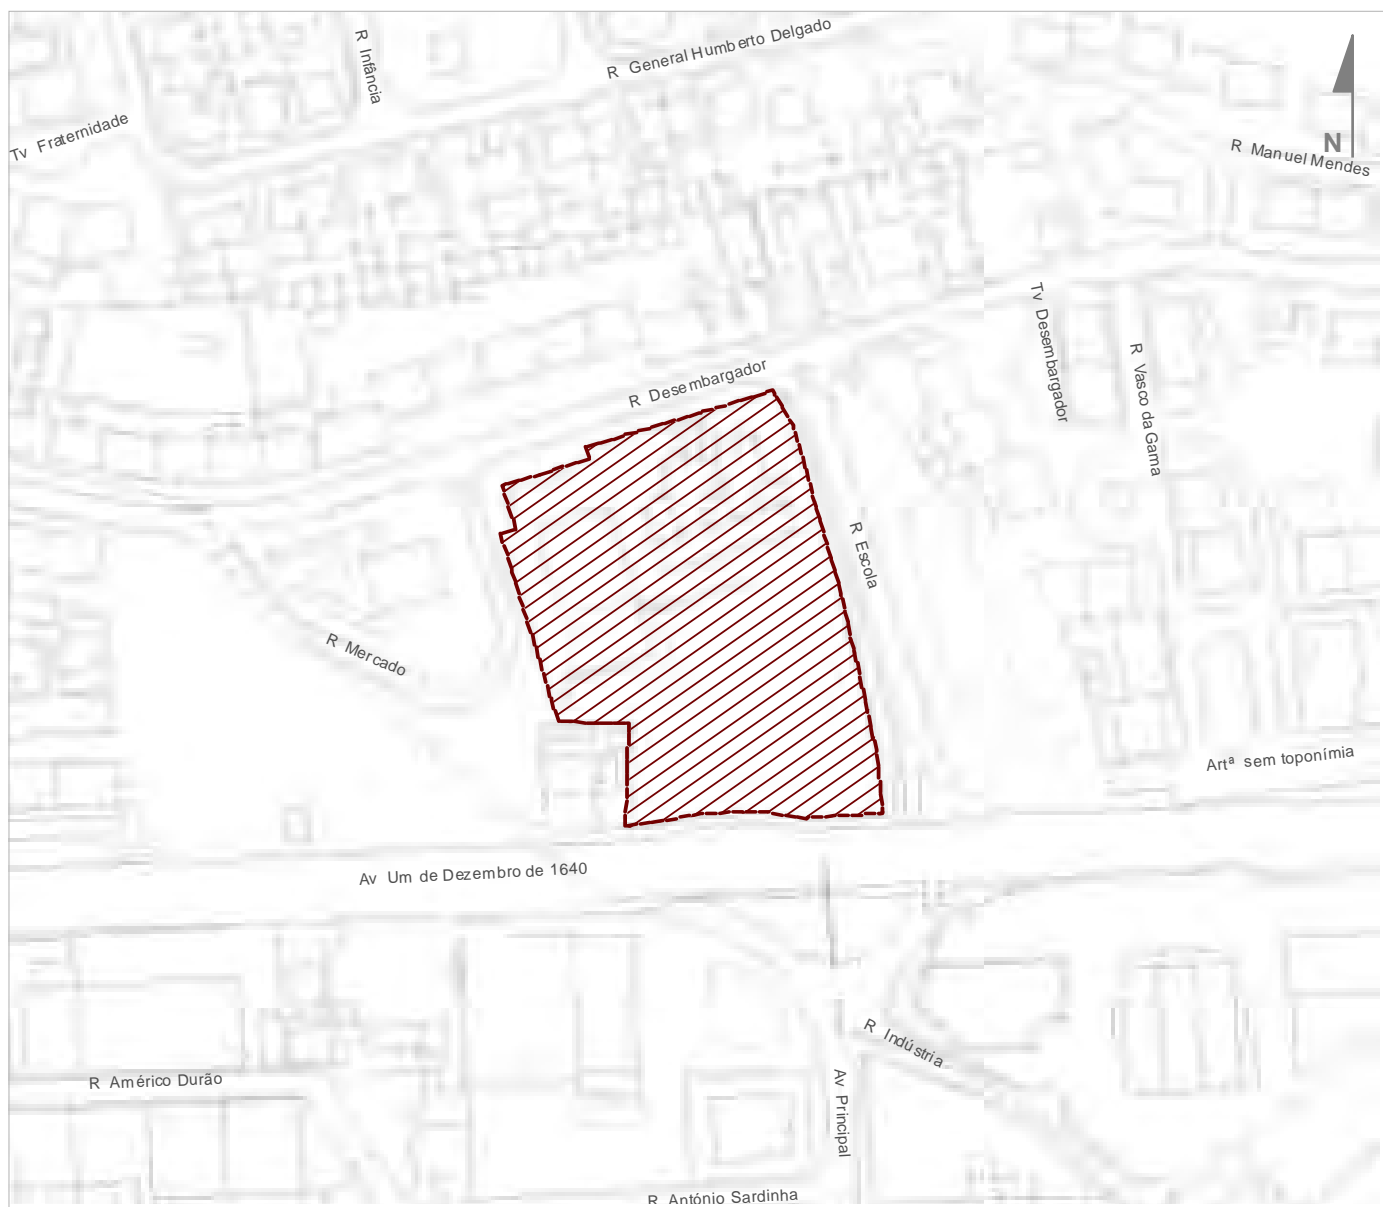 R General Humberto Delgado
R Infância
Tv Fraternidade
N
R Manuel Mendes
Tv Desembargador
R Vasco da Gama
R Desembargador
R Escola
R Mercado
Artª sem toponímia
Av Um de Dezembro de 1640
R Indústria
R Américo Durão
Av Principal
R António Sardinha